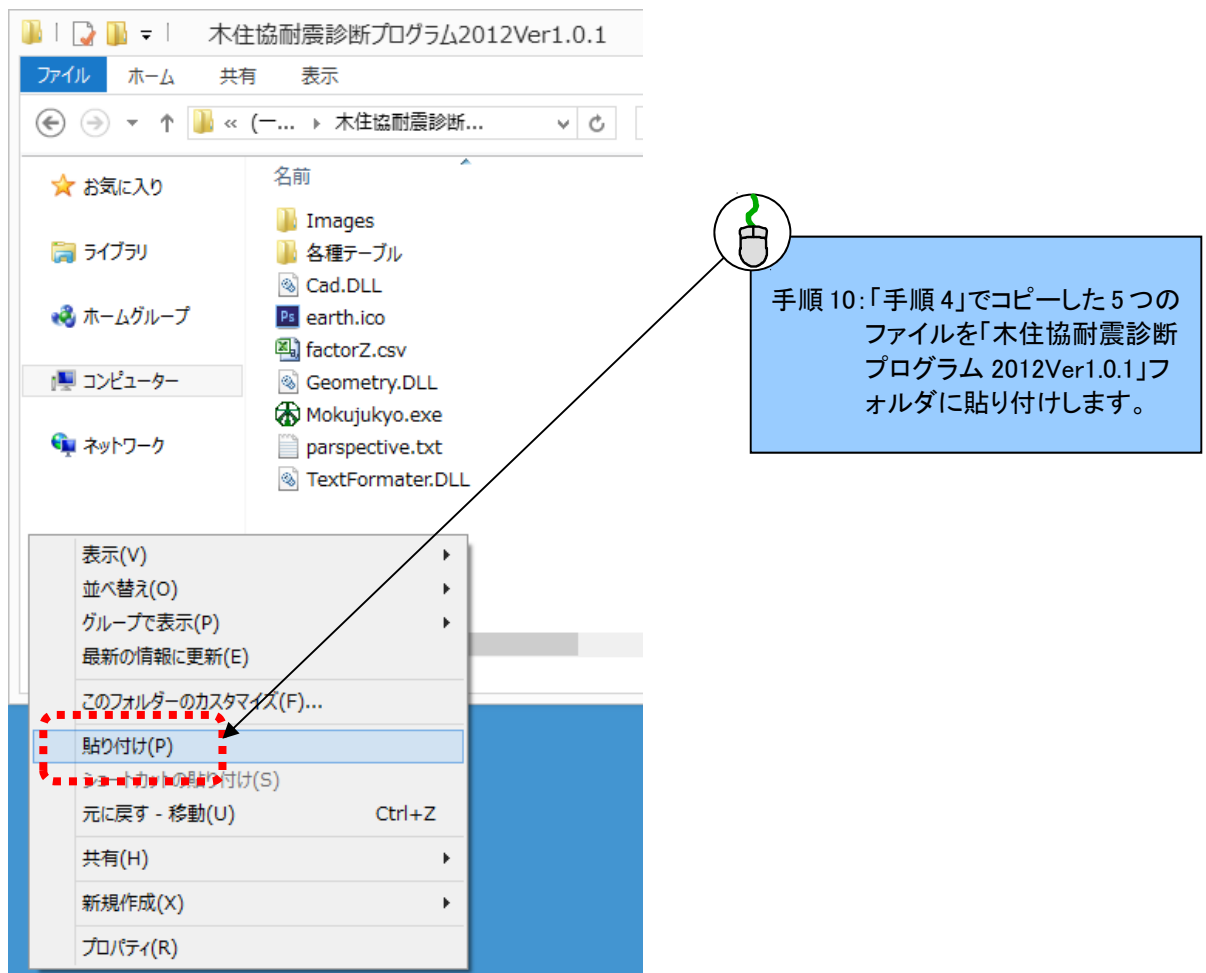 木住協耐震診断プログラム2012Ver1.0.1
ファイル ホーム 共有 表示
« (一... 木住協耐震診断...
お気に入り
ライブラリ
ホームグループ
コンピューター
ネットワーク
名前
Images
各種テーブル
Cad.DLL
Ps earth.ico
factorZ.csv
Geometry.DLL
Mokujukyo.exe
parspective.txt
TextFormater.DLL
手順 10:「手順 4」でコピーした 5 つの
ファイルを「木住協耐震診断
プログラム 2012Ver1.0.1」フ
ォルダに貼り付けします。
表示(V)
並べ替え(O)
グループで表示(P)
最新の情報に更新(E)
このフォルダーのカスタマイズ(F)...
貼り付け(P)
ショートカットの貼り付け(S)
元に戻す - 移動(U) Ctrl+Z
共有(H)
新規作成(X)
プロパティ(R)